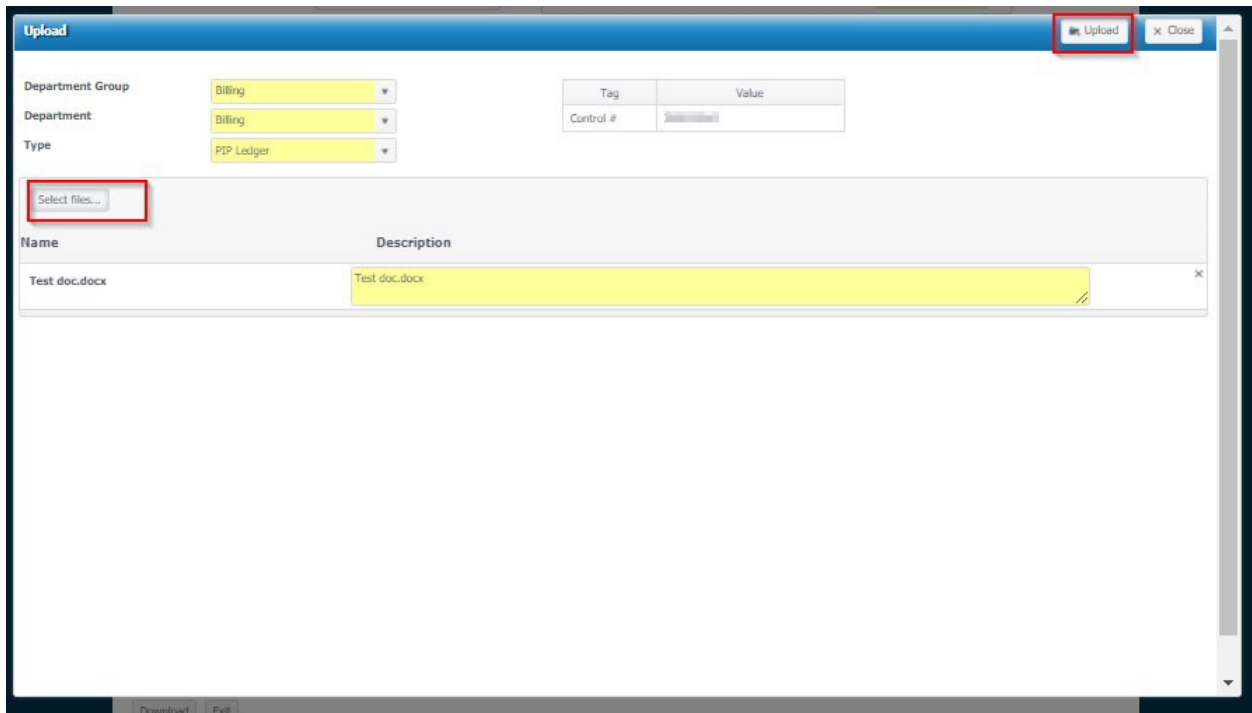 Upload Upload x Close
Department Group Billing
Tag Value
Department Billing
Control #
Type PIP Ledger
Select files...
Name Description
Test doc.docx Test doc.docx
Download Exit